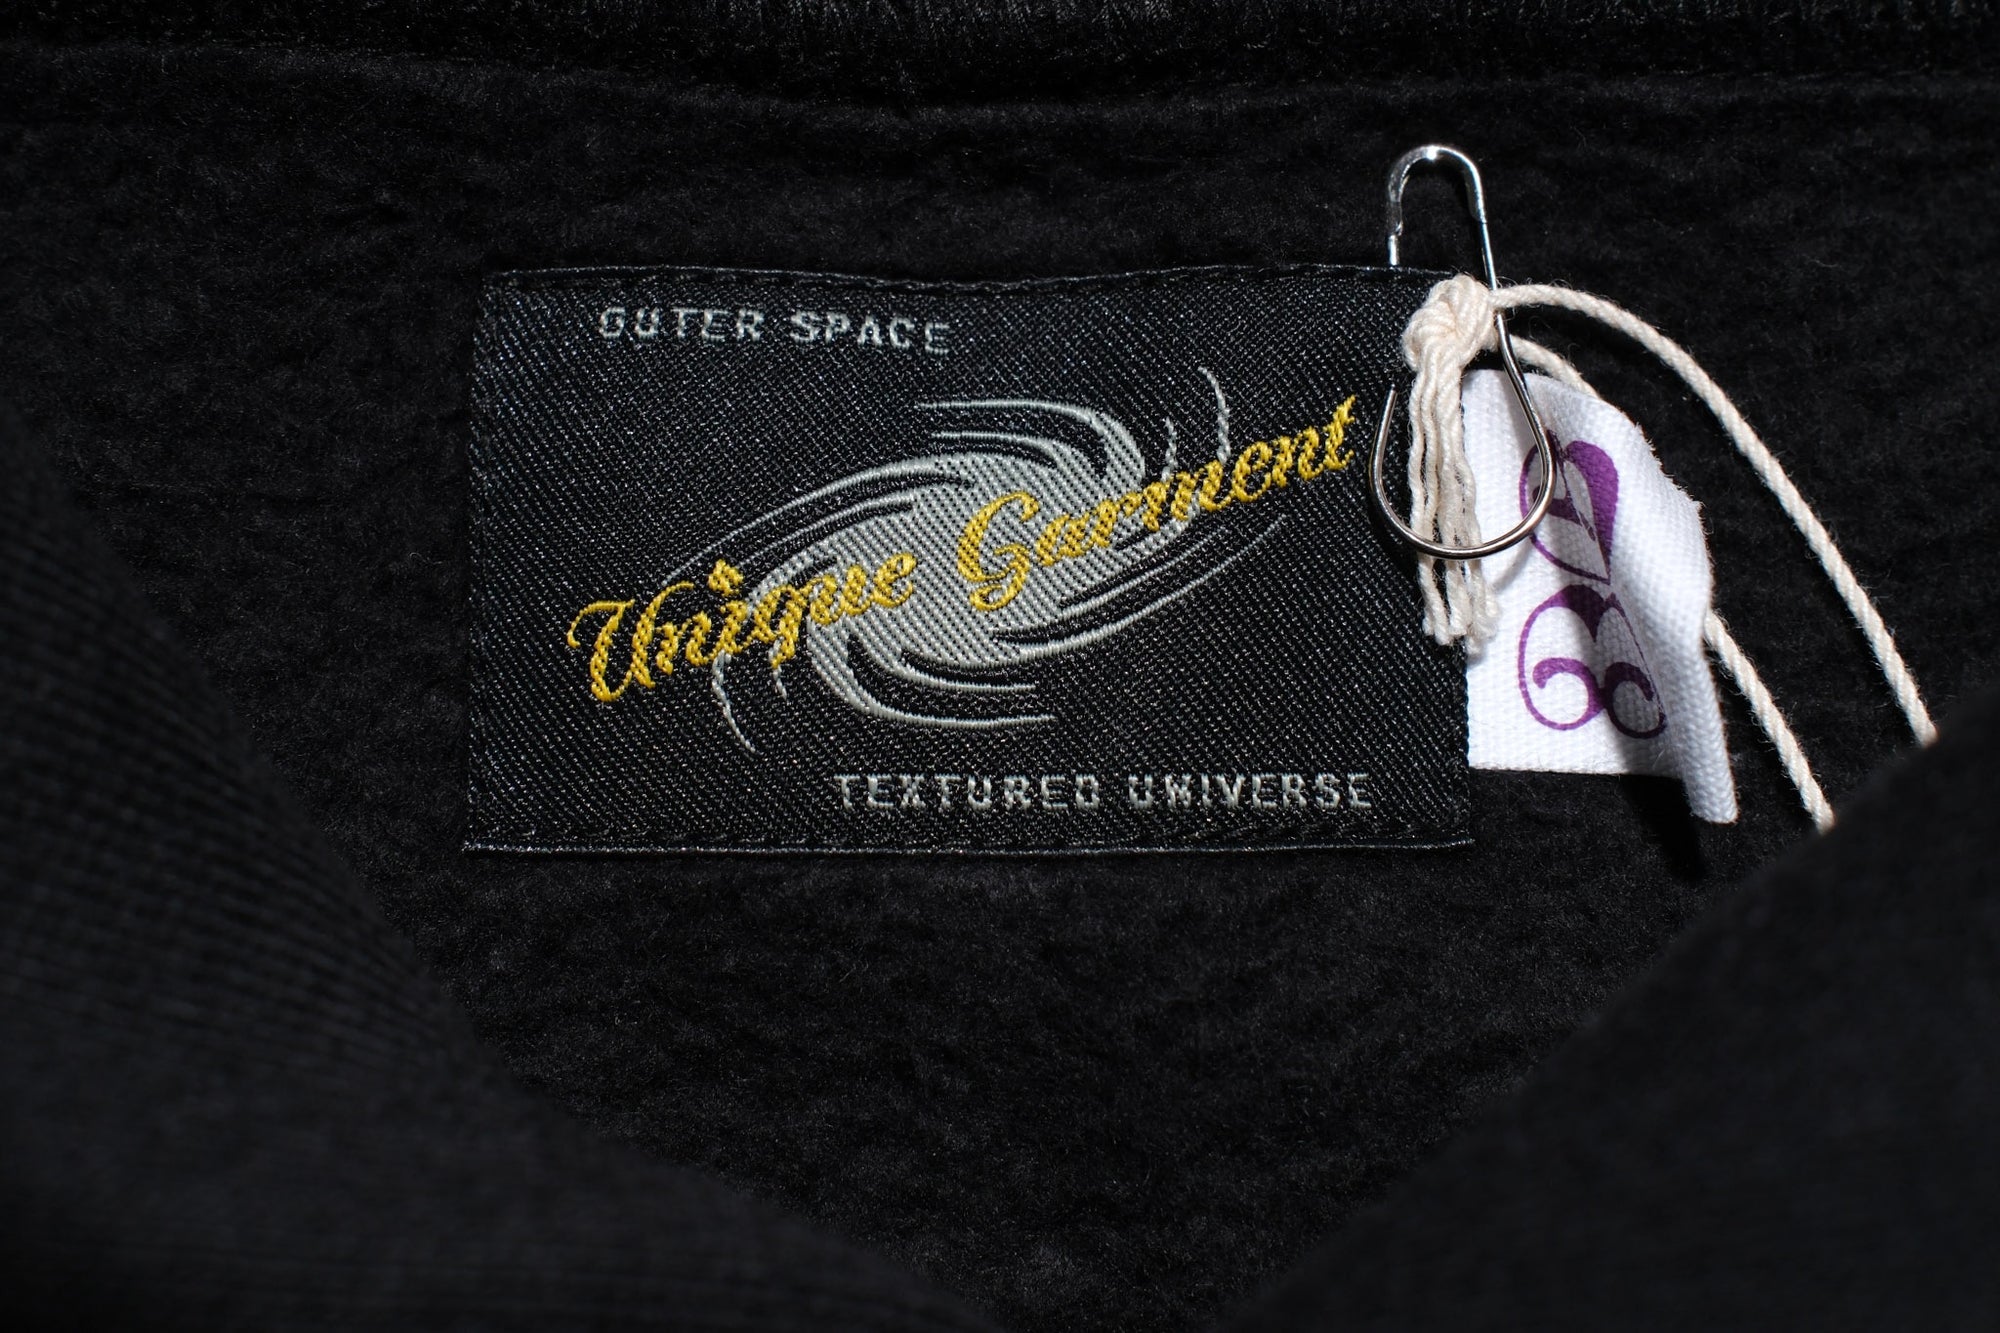 OUTER SPACE
Unique Garment
TEXTURED UNIVERSE